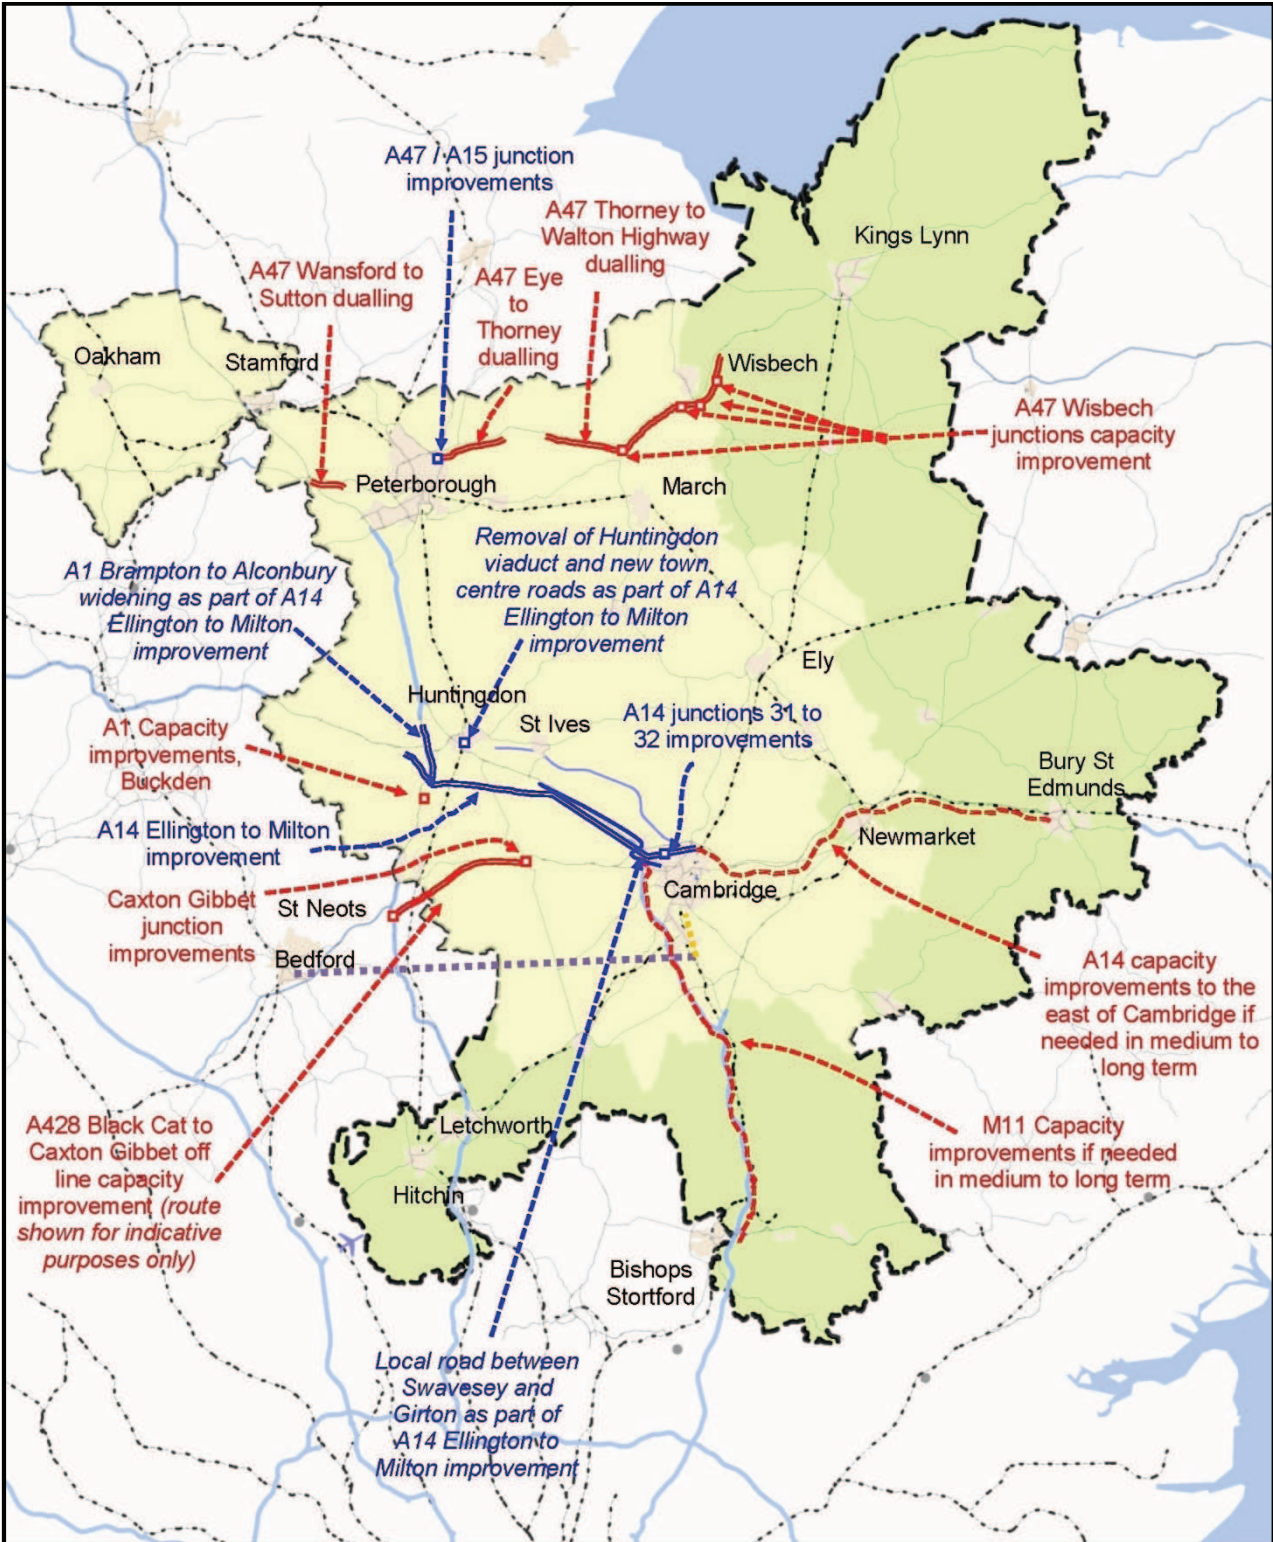 A47 / A15 junction
improvements
A47 Thorney to
Walton Highway
dualling
Kings Lynn
A47 Wansford to
Sutton dualling
A47 Eye
to
Thorney
dualling
Oakham
Stamford
Wisbech
A47 Wisbech
junctions capacity
improvement
Peterborough
March
Removal of Huntingdon
viaduct and new town
centre roads as part of A14
Ellington to Milton
improvement
A1 Brampton to Alconbury
widening as part of A14
Ellington to Milton
improvement
Ely
Huntingdon
St Ives
A14 junctions 31 to
32 improvements
A1 Capacity
improvements,
Buckden
Bury St
Edmunds
A14 Ellington to Milton
improvement
Newmarket
Cambridge
Caxton Gibbet
junction
improvements
St Neots
Bedford
A14 capacity
improvements to the
east of Cambridge if
needed in medium to
long term
A428 Black Cat to
Caxton Gibbet off
line capacity
improvement (route
shown for indicative
purposes only)
Letchworth
M11 Capacity
improvements if needed
in medium to long term
Hitchin
Bishops
Stortford
Local road between
Swavesey and
Girton as part of
A14 Ellington to
Milton improvement